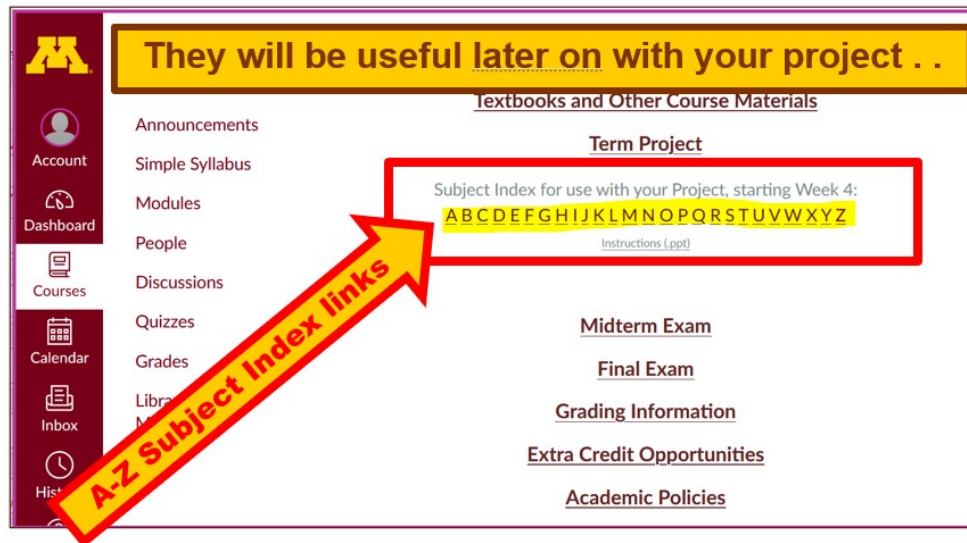 They will be useful later on with your project . .
Account
Dashboard
Courses
Calendar
Inbox
Announcements
Simple Syllabus
Modules
People
Discussions
Quizzes
Grades
Textbooks and Other Course Materials
Term Project
Subject Index for use with your Project, starting Week 4:
A B C D E F G H I J K L M N O P Q R S T U V W X Y Z
Instructions (.ppt)
A-Z Subject Index links
Midterm Exam
Final Exam
Grading Information
Extra Credit Opportunities
Academic Policies